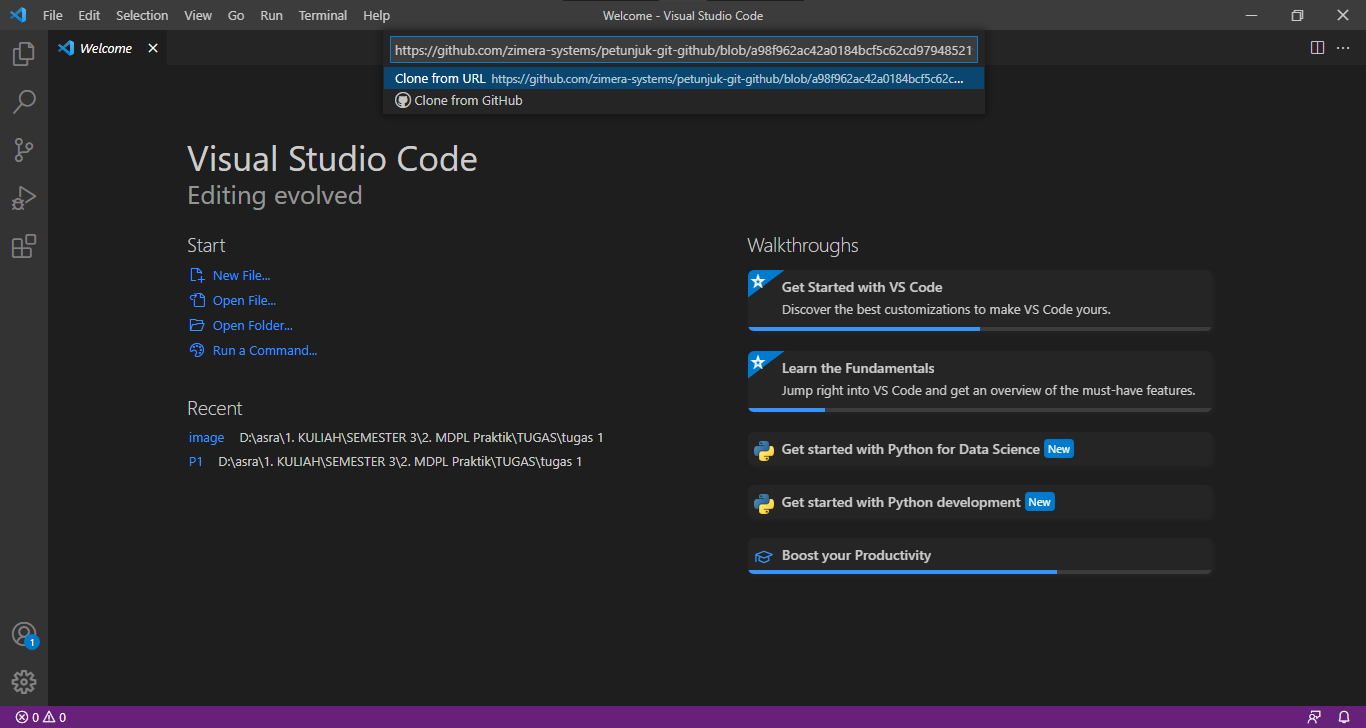 File Edit Selection View Go Run Terminal Help
Welcome - Visual Studio Code
Welcome
https://github.com/zimera-systems/petunjuk-git-github/blob/a98f962ac42a0184bcf5c62cd97948521
Clone from URL https://github.com/zimera-systems/petunjuk-git-github/blob/a98f962ac42a0184bcf5c62c...
Clone from GitHub
Visual Studio Code
Editing evolved
Start
New File...
Open File...
Open Folder...
Run a Command...
Recent
image D:\asra\1. KULIAH\SEMESTER 3\2. MDPL Praktik\TUGAS\tugas 1
P1 D:\asra\1. KULIAH\SEMESTER 3\2. MDPL Praktik\TUGAS\tugas 1
Walkthroughs
Get Started with VS Code
Discover the best customizations to make VS Code yours.
Learn the Fundamentals
Jump right into VS Code and get an overview of the must-have features.
Get started with Python for Data Science New
Get started with Python development New
Boost your Productivity
1
0 0